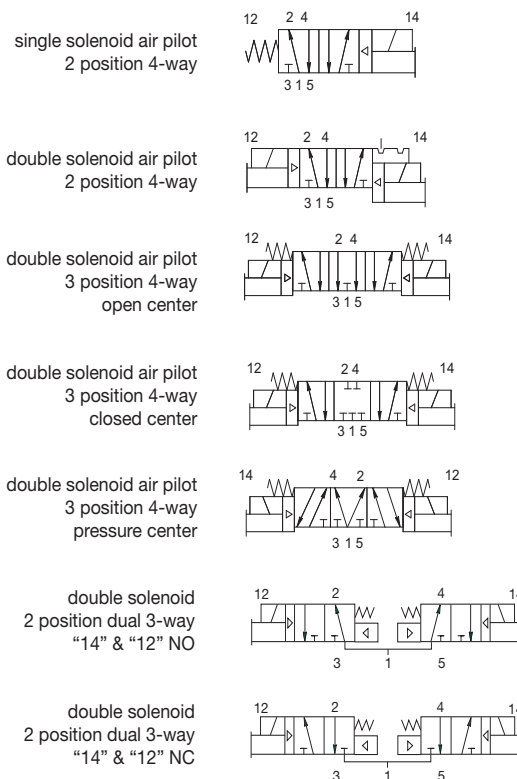 12 2 4 14
single solenoid air pilot
2 position 4-way
3 1 5
12 2 4 14
double solenoid air pilot
2 position 4-way
3 1 5
12 2 4 14
double solenoid air pilot
3 position 4-way
open center
3 1 5
12 2 4 14
double solenoid air pilot
3 position 4-way
closed center
3 1 5
14 4 2 12
double solenoid air pilot
3 position 4-way
pressure center
3 1 5
12 2 4 14
double solenoid
2 position dual 3-way
“14” & “12” NO
3 1 5
12 2 4 14
double solenoid
2 position dual 3-way
“14” & “12” NC
3 1 5